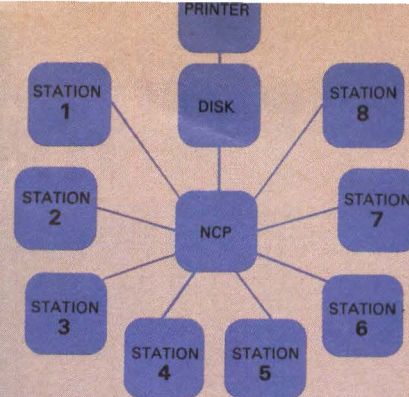 PRINTER
DISK
STATION
1
STATION
8
STATION
2
NCP
STATION
7
STATION
3
STATION
6
STATION
4
STATION
5